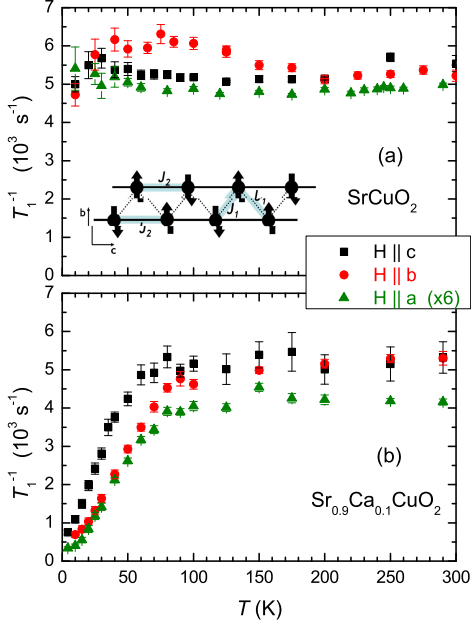 7
6
5
4
3
2
1
0
T₁⁻¹ (10³ s⁻¹)
(a)
SrCuO₂
J₂
J₂
J₁
J₁
b
c
H || c
H || b
H || a (x6)
6
5
4
3
2
1
0
T₁⁻¹ (10³ s⁻¹)
(b)
Sr₀.₉Ca₀.₁CuO₂
0 50 100 150 200 250 300
T (K)